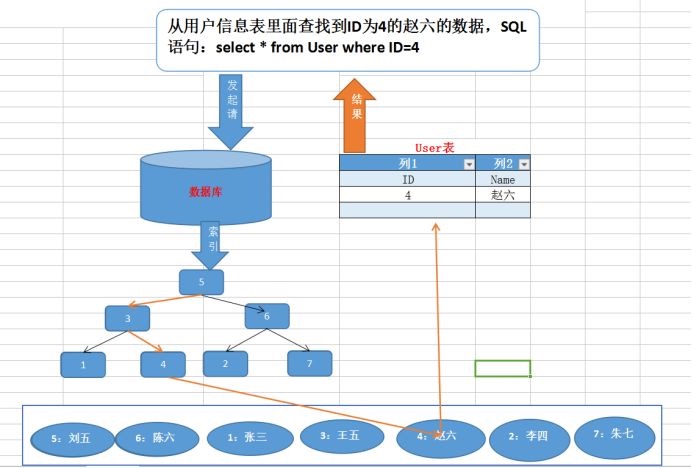 从用户信息表里面查找到ID为4的赵六的数据，SQL
语句：select * from User where ID=4
发起请
结果
User表
列1 列2
ID Name
4 赵六
数据库
索引
5
3 6
1 4 2 7
5：刘五 6：陈六 1：张三 3：王五 4：赵六 2：李四 7：朱七